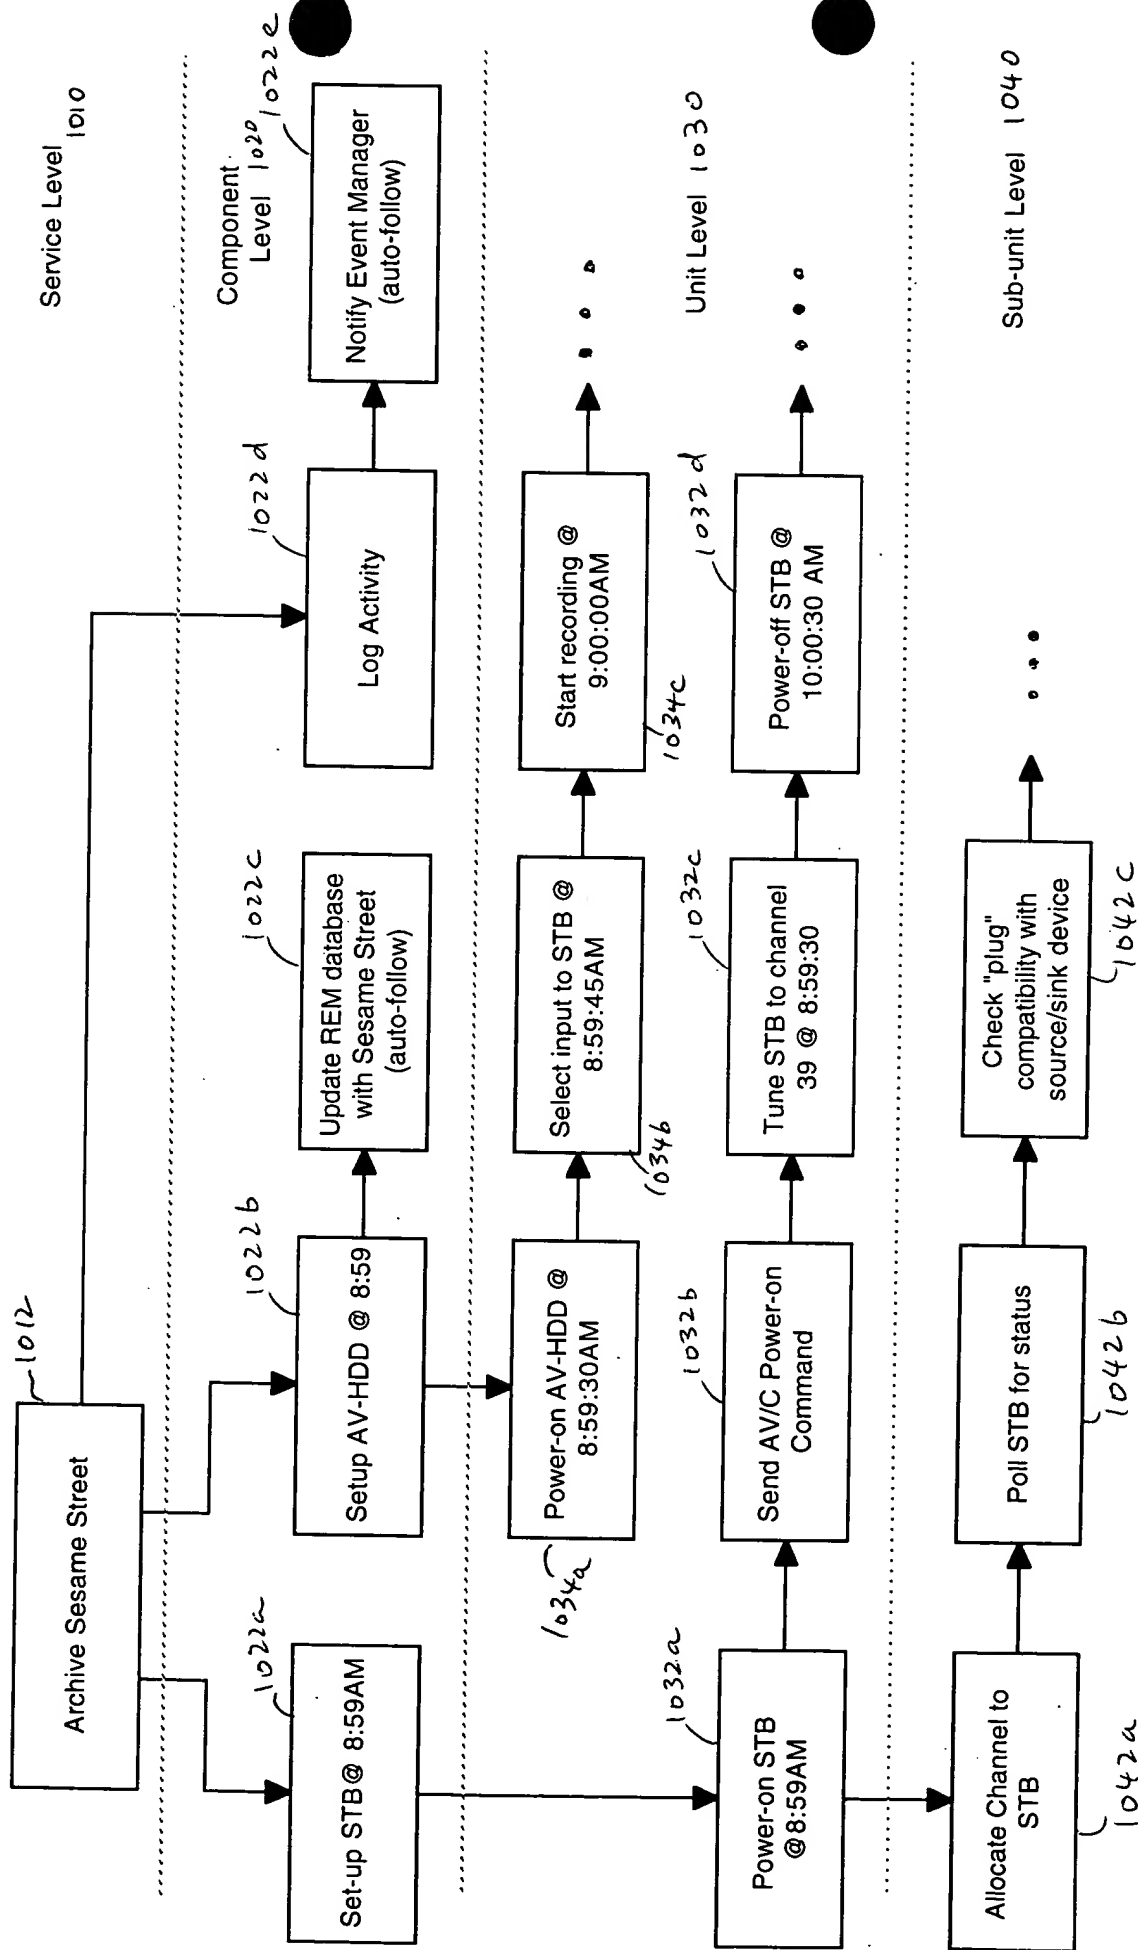 Service Level 1010
1012
Archive Sesame Street
Component
Level 1020
1022a
Set-up STB@ 8:59AM
1022b
Setup AV-HDD @ 8:59
1022c
Update REM database
with Sesame Street
(auto-follow)
1022d
Log Activity
1022e
Notify Event Manager
(auto-follow)
Unit Level 1030
1034a
Power-on AV-HDD @
8:59:30AM
1034b
Select input to STB @
8:59:45AM
1034c
Start recording @
9:00:00AM
1032a
Power-on STB
@8:59AM
1032b
Send AV/C Power-on
Command
1032c
Tune STB to channel
39 @ 8:59:30
1032d
Power-off STB @
10:00:30 AM
Sub-unit Level 1040
Allocate Channel to
STB
1042a
Poll STB for status
1042b
Check "plug"
compatibility with
source/sink device
1042c